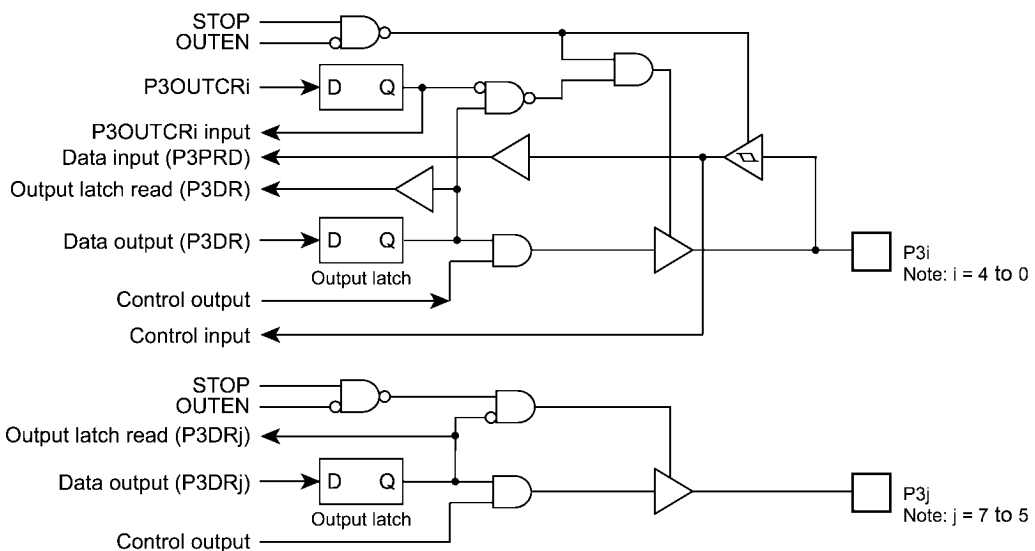 STOP
OUTEN
P3OUTCRi
D Q
P3OUTCRi input
Data input (P3PRD)
Output latch read (P3DR)
Data output (P3DR)
D Q
Output latch
P3i
Note: i = 4 to 0
Control output
Control input
STOP
OUTEN
Output latch read (P3DRj)
Data output (P3DRj)
D Q
Output latch
P3j
Note: j = 7 to 5
Control output